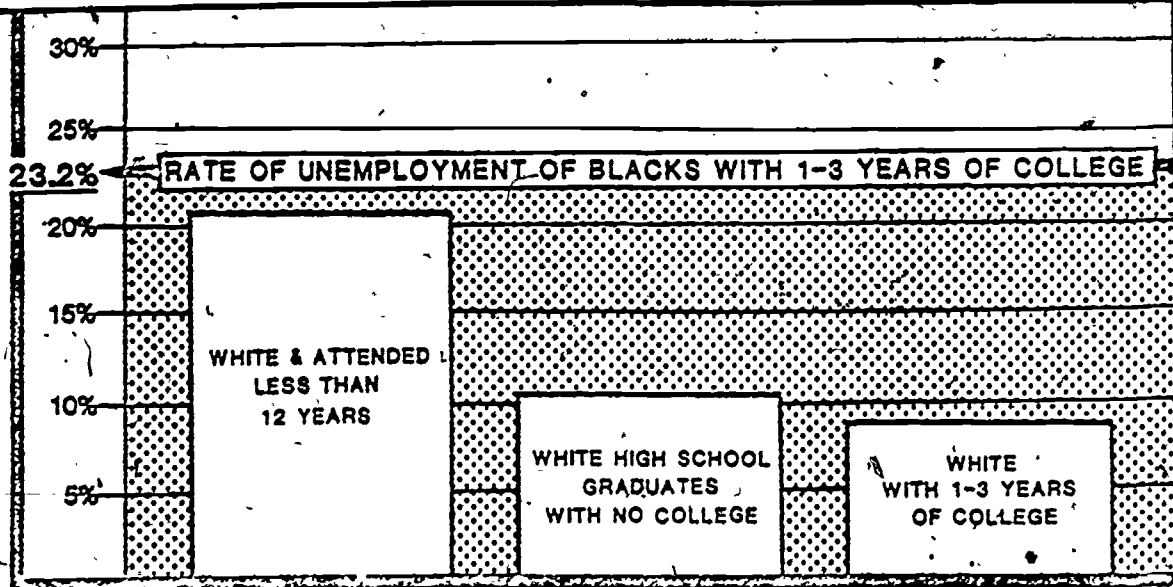 30%
25%
23.2% RATE OF UNEMPLOYMENT OF BLACKS WITH 1-3 YEARS OF COLLEGE
20%
15%
10%
5%
WHITE & ATTENDED
LESS THAN
12 YEARS
WHITE HIGH SCHOOL
GRADUATES
WITH NO COLLEGE
WHITE
WITH 1-3 YEARS
OF COLLEGE